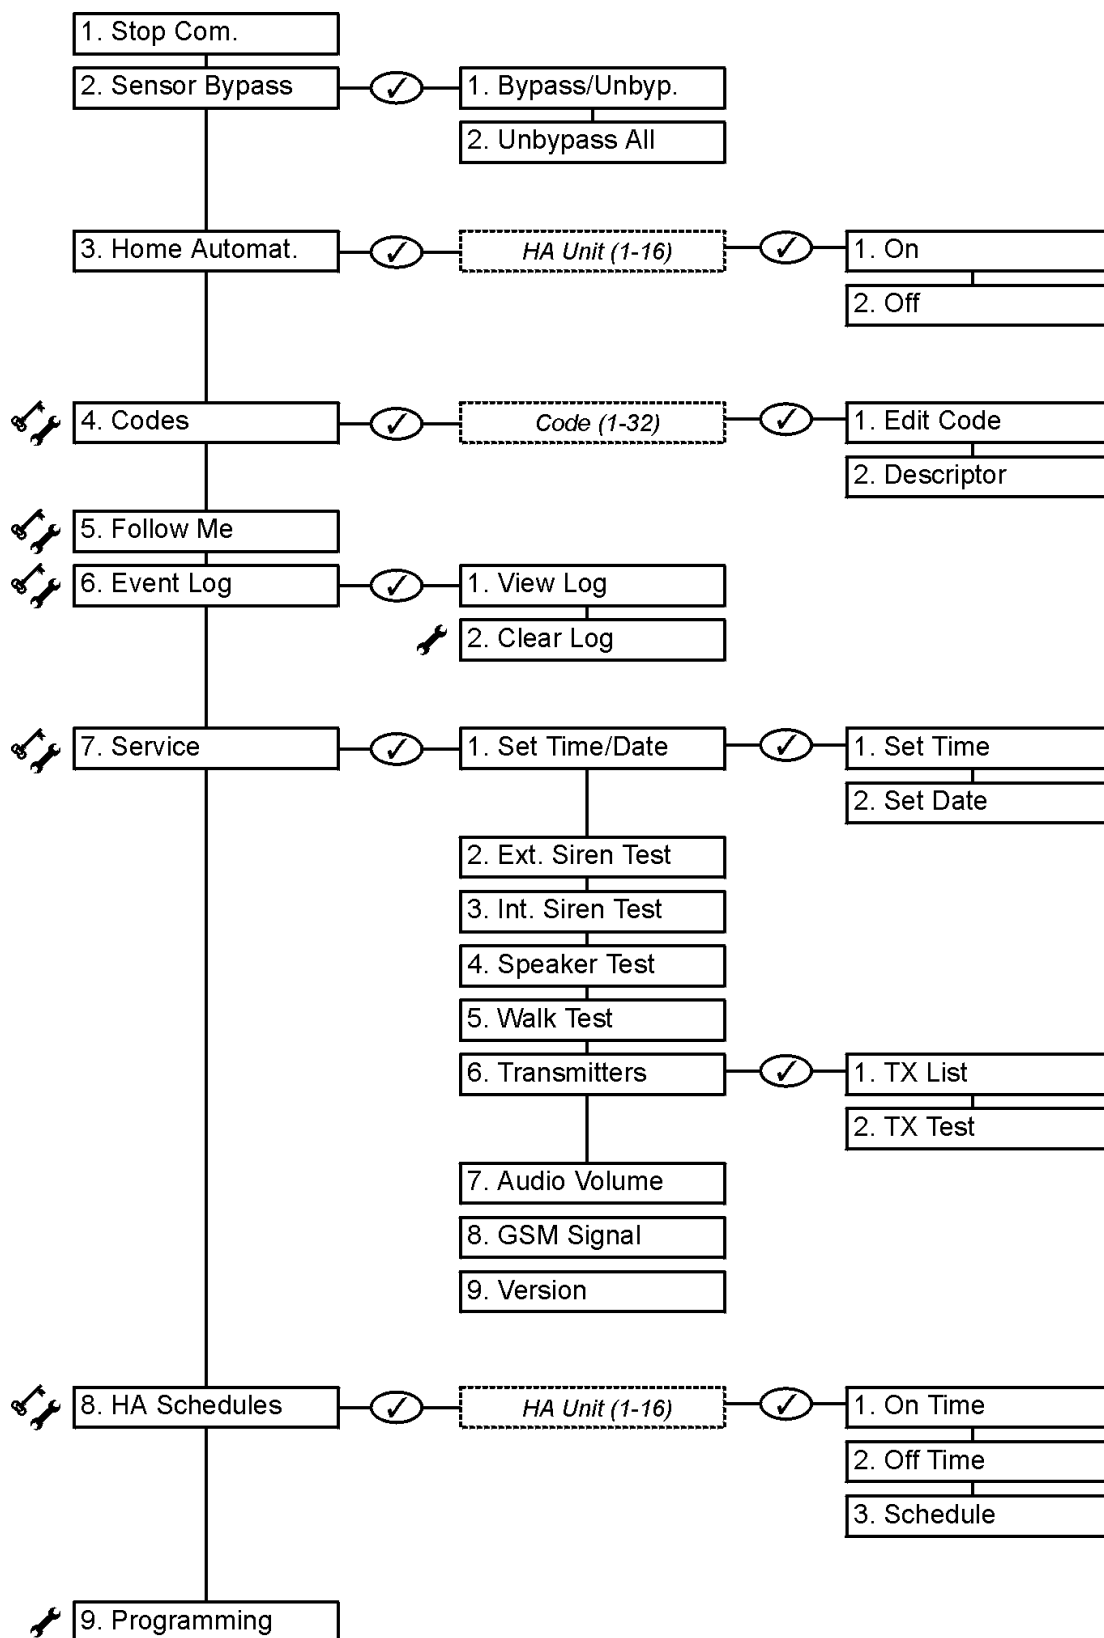 1. Stop Com.
2. Sensor Bypass
1. Bypass/Unbyp.
2. Unbypass All
3. Home Automat.
HA Unit (1-16)
1. On
2. Off
4. Codes
Code (1-32)
1. Edit Code
2. Descriptor
5. Follow Me
6. Event Log
1. View Log
2. Clear Log
7. Service
1. Set Time/Date
1. Set Time
2. Set Date
2. Ext. Siren Test
3. Int. Siren Test
4. Speaker Test
5. Walk Test
6. Transmitters
1. TX List
2. TX Test
7. Audio Volume
8. GSM Signal
9. Version
8. HA Schedules
HA Unit (1-16)
1. On Time
2. Off Time
3. Schedule
9. Programming